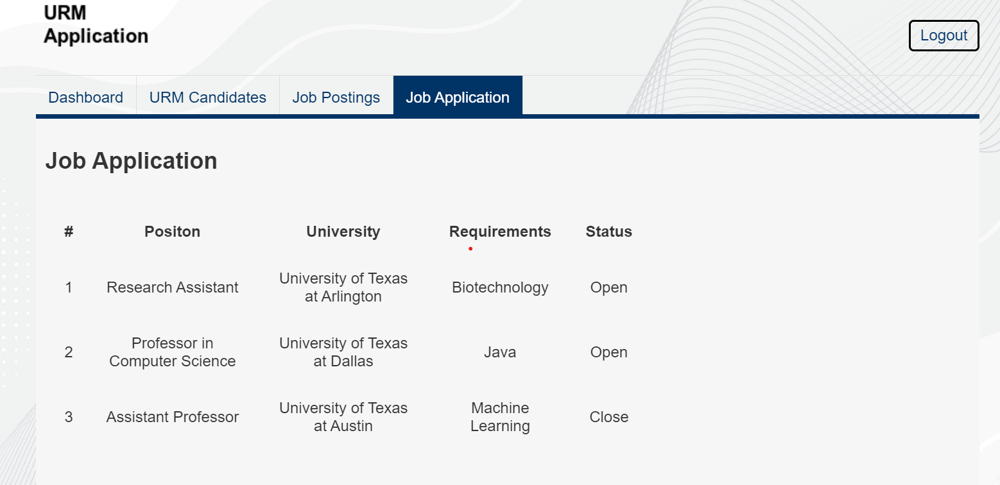 URM
Application
Logout
Dashboard URM Candidates Job Postings Job Application
Job Application
# Positon University Requirements Status
1 Research Assistant University of Texas
at Arlington Biotechnology Open
2 Professor in
Computer Science University of Texas
at Dallas Java Open
3 Assistant Professor University of Texas
at Austin Machine
Learning Close